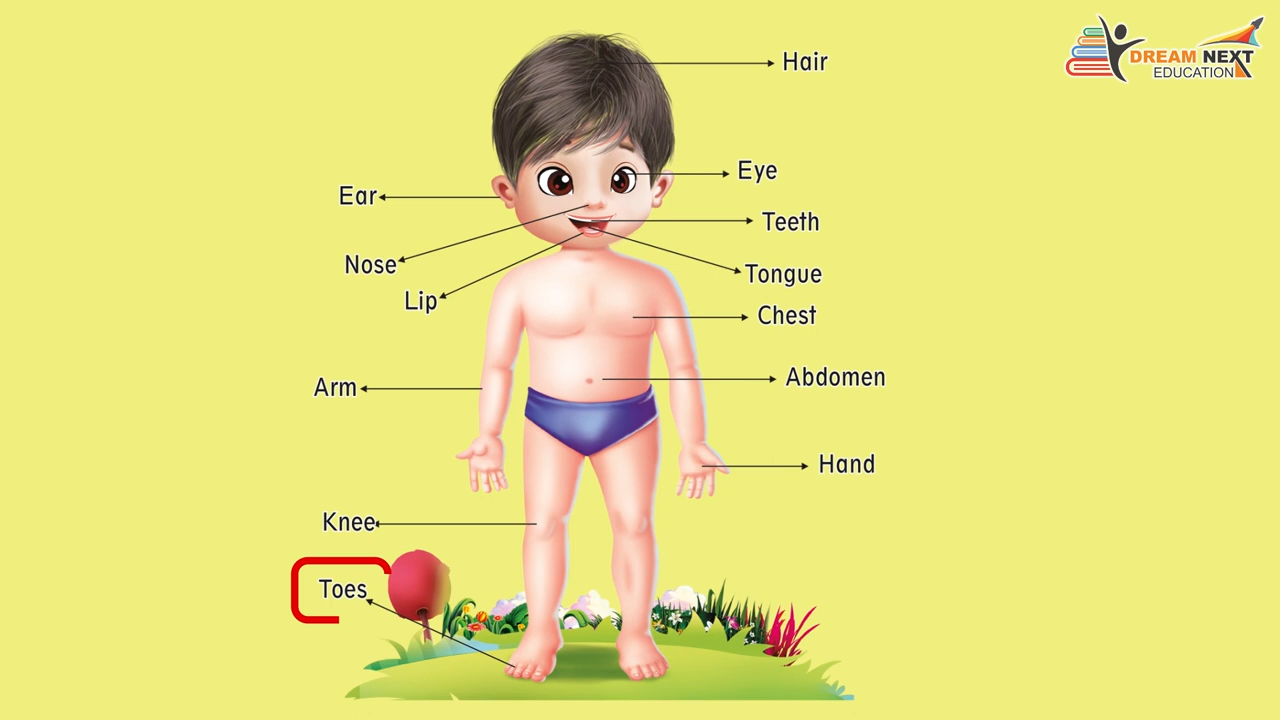 DREAM NEXT
EDUCATION
Hair
Eye
Ear
Teeth
Nose
Tongue
Lip
Chest
Abdomen
Arm
Hand
Knee
Toes